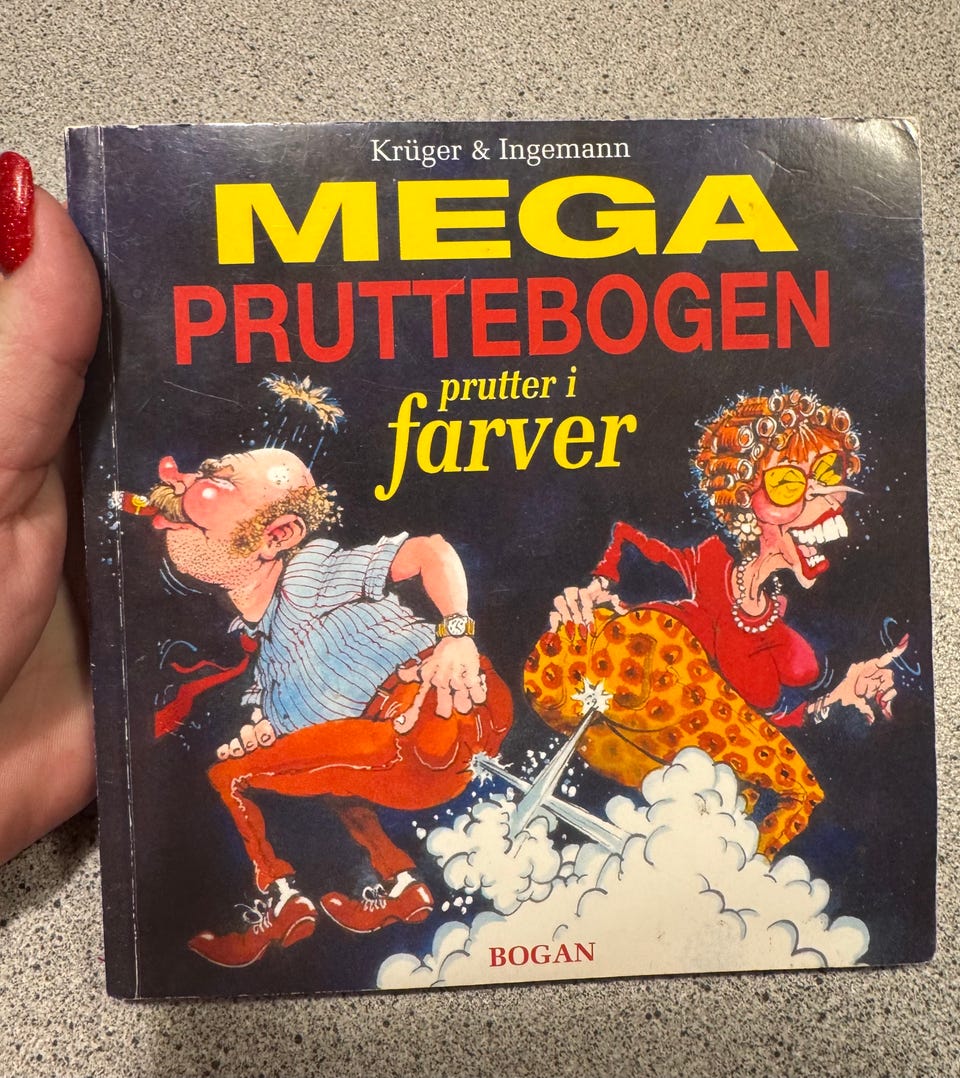 Krüger & Ingemann
MEGA
PRUTTEBOGEN
prutter i
farver
BOGAN